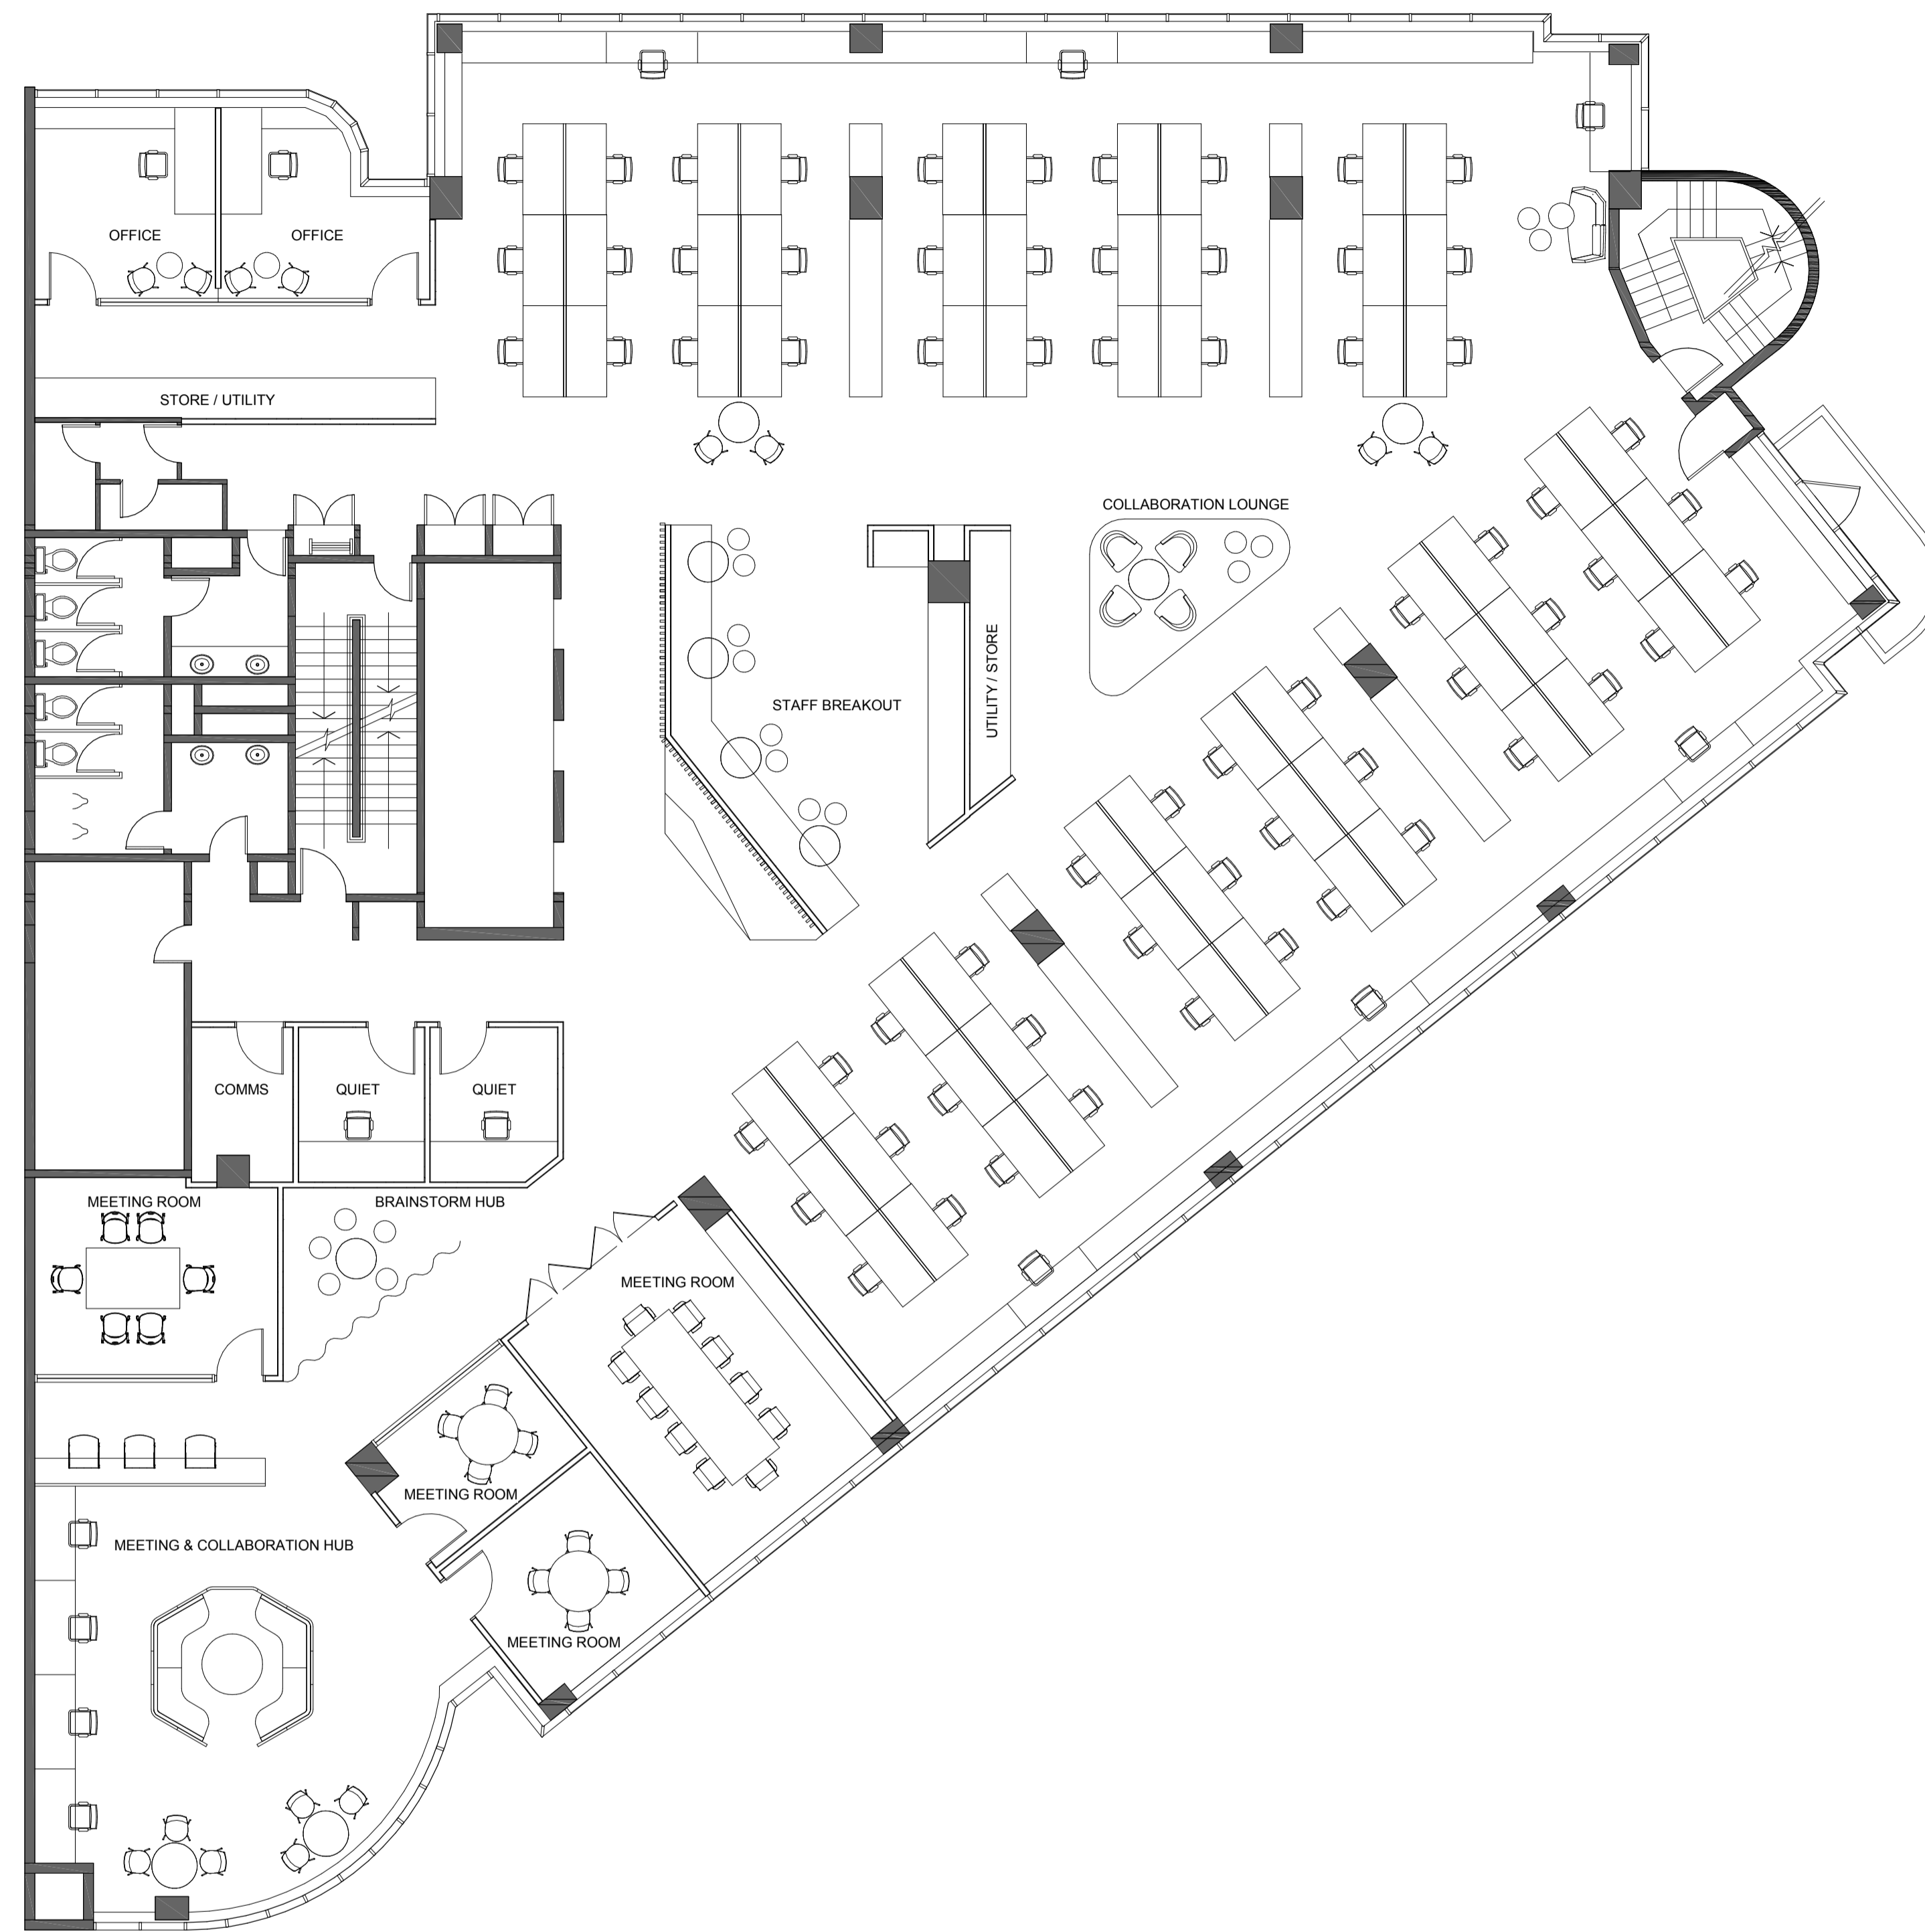 OFFICE
OFFICE
STORE / UTILITY
COLLABORATION LOUNGE
STAFF BREAKOUT
UTILITY / STORE
COMMS
QUIET
QUIET
MEETING ROOM
BRAINSTORM HUB
MEETING ROOM
MEETING ROOM
MEETING & COLLABORATION HUB
MEETING ROOM